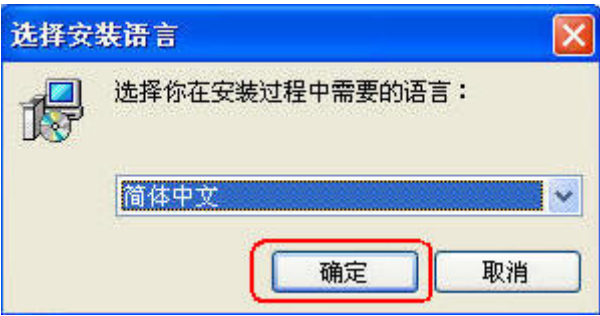 选择安装语言
选择你在安装过程中需要的语言：
简体中文
确定 取消